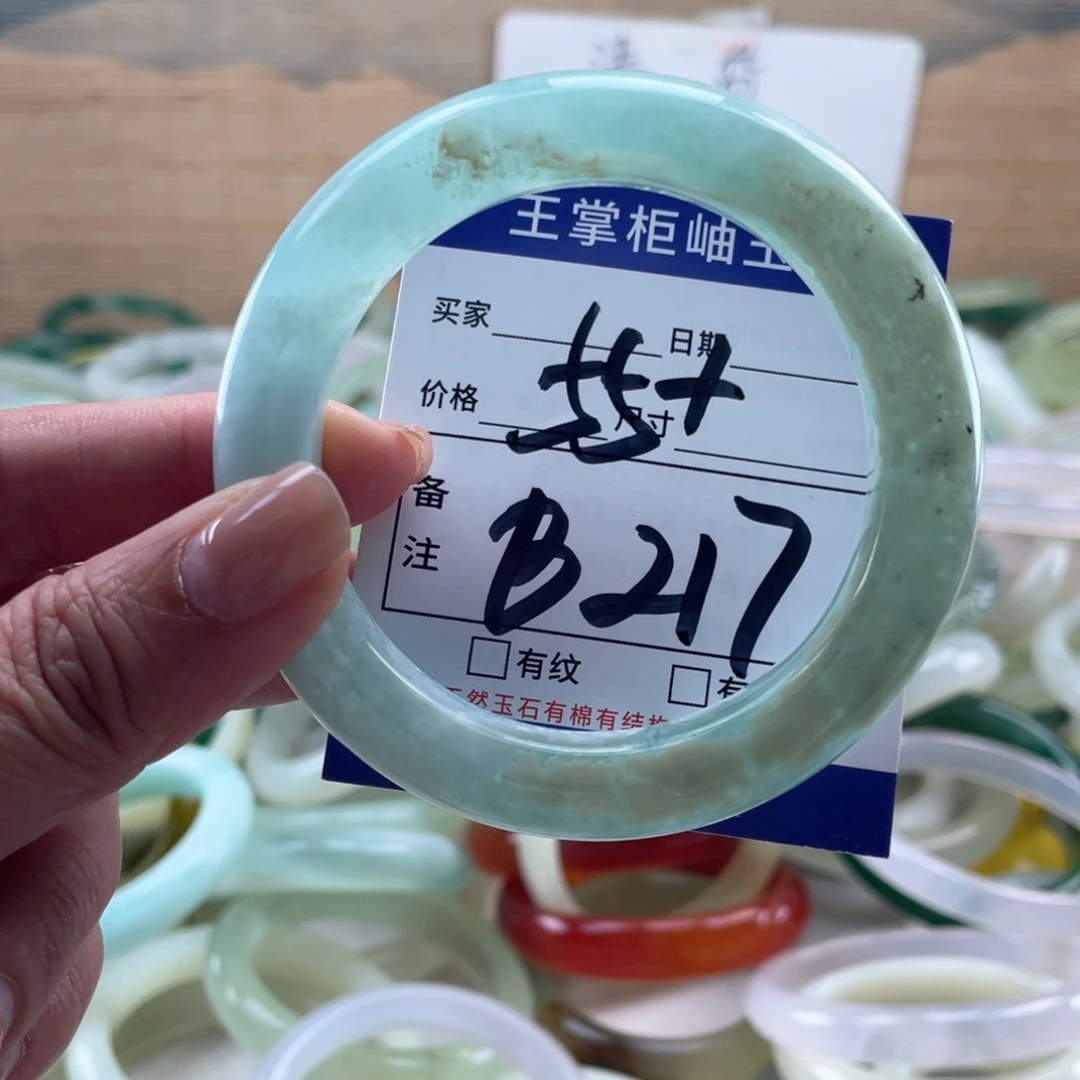 王掌柜岫玉
买家 日期
55+
价格 尺寸
备注
B217
□有纹 □有
天然玉石有棉有结构